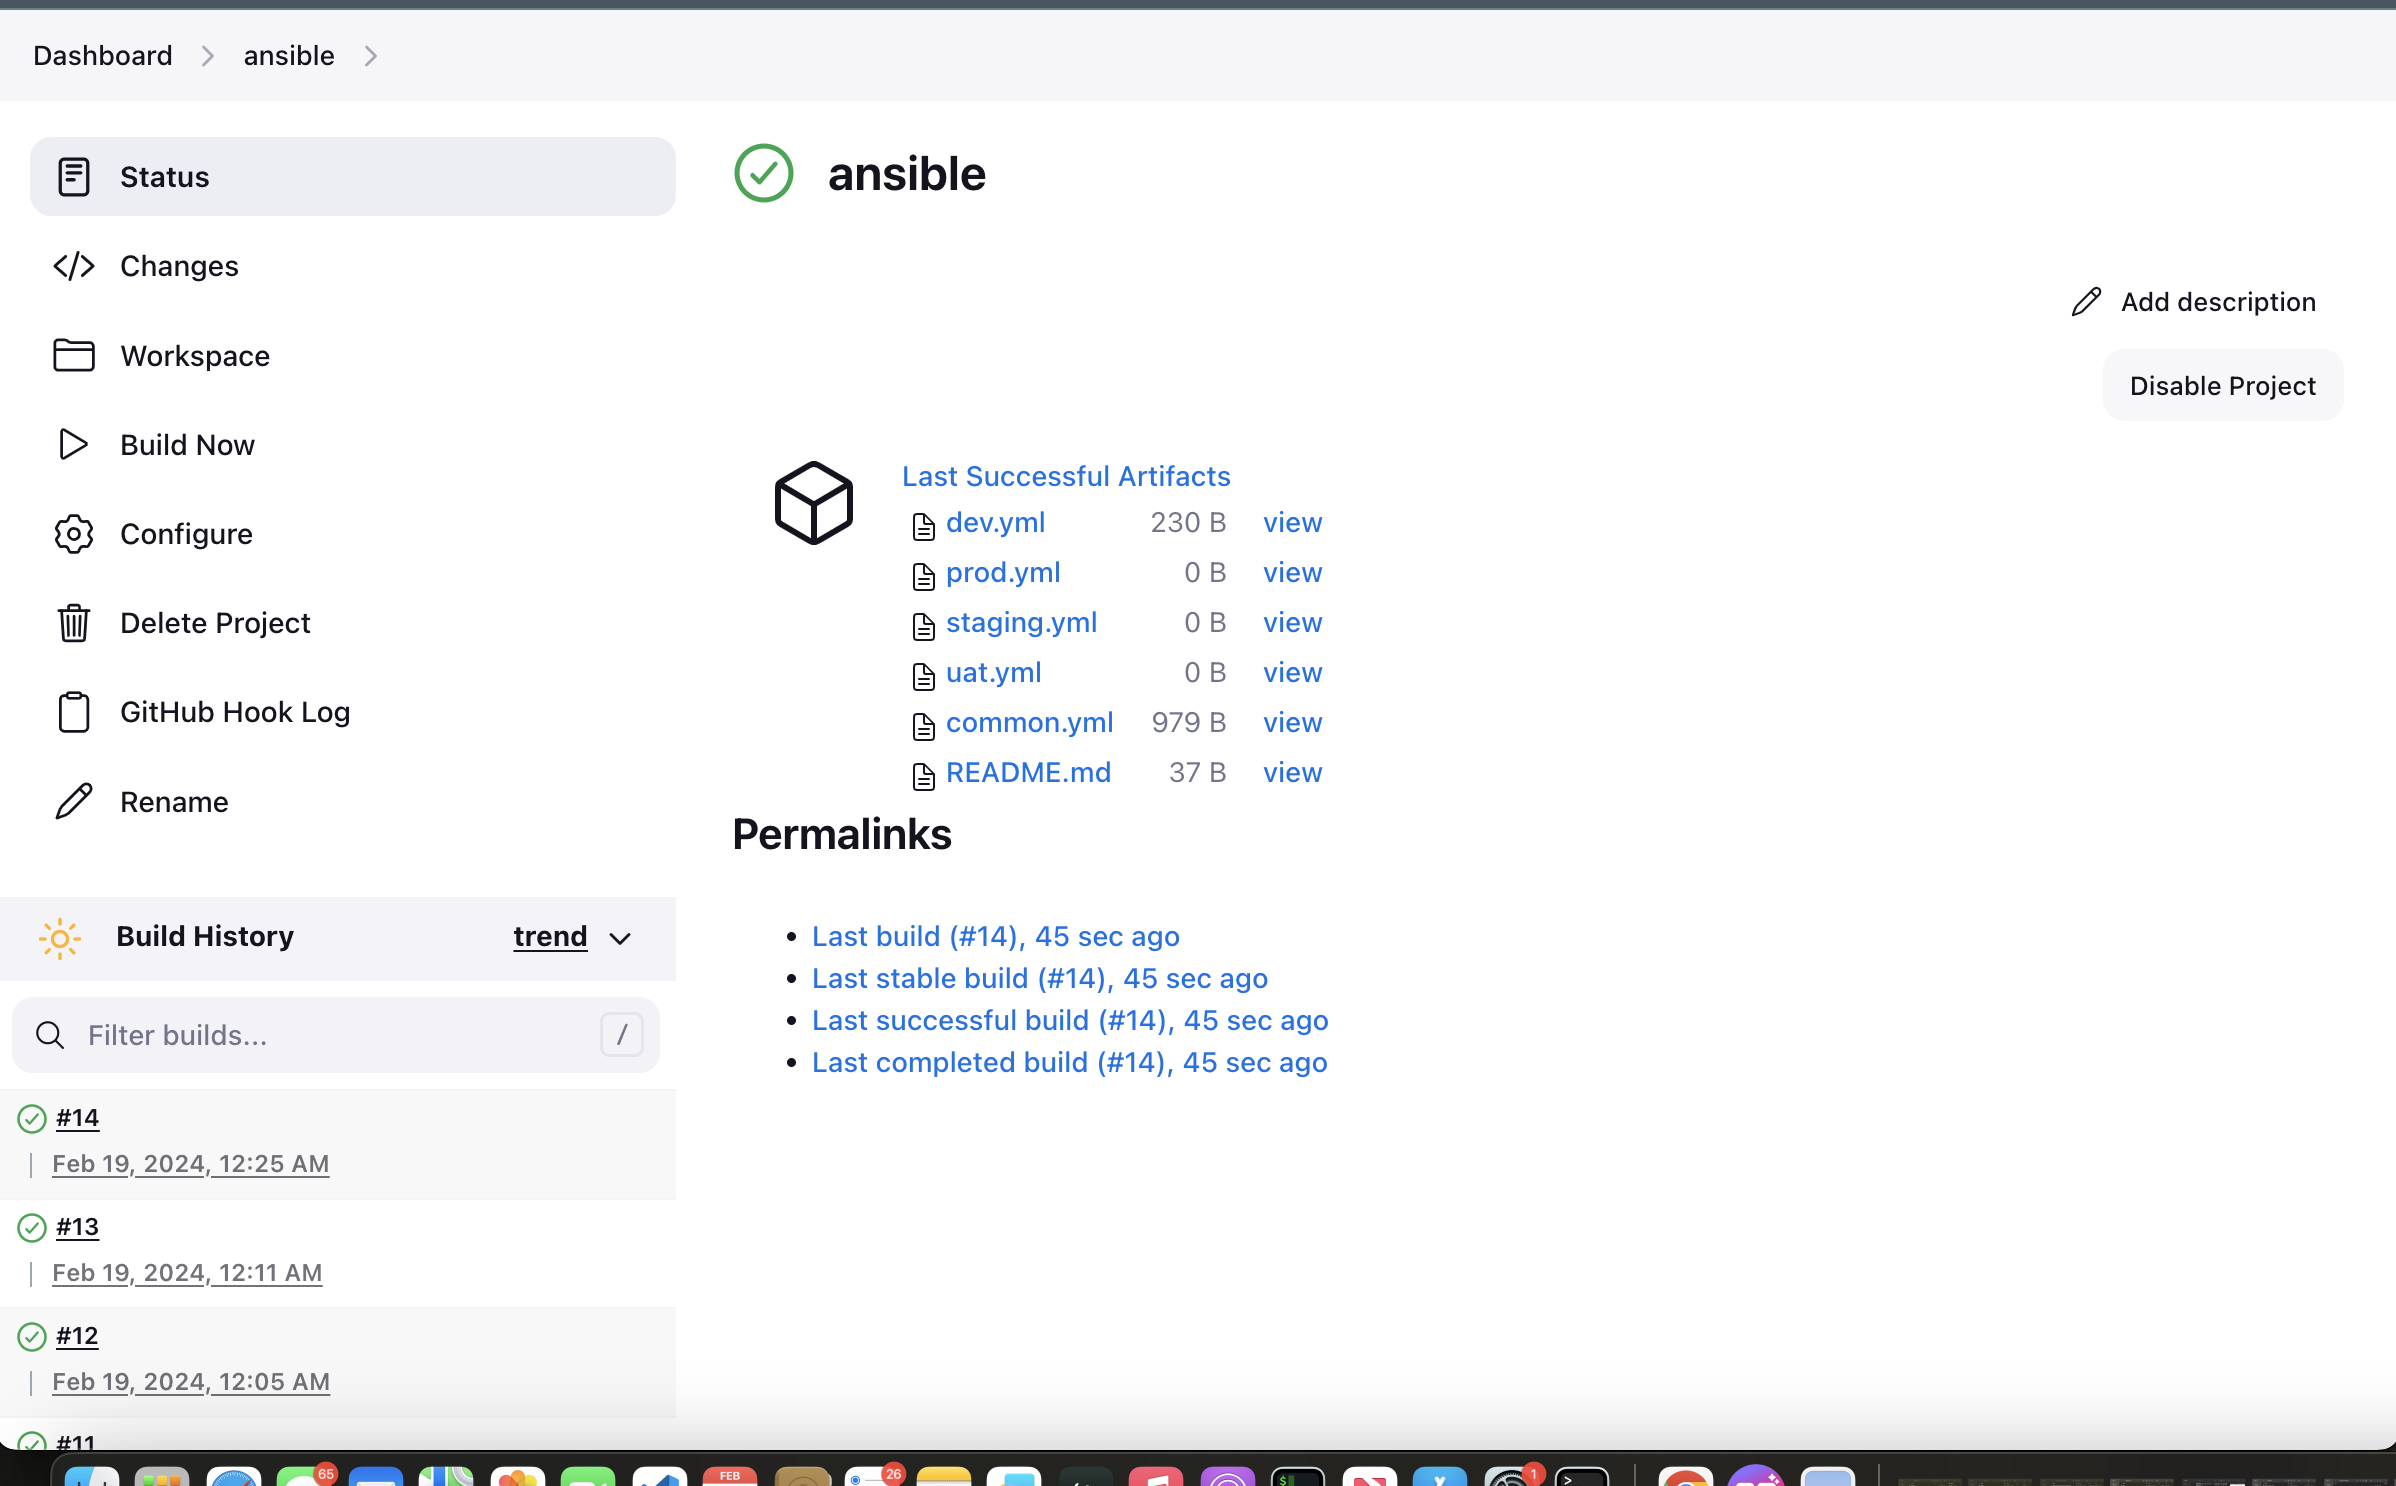 Dashboard > ansible >
Status
Changes
Workspace
Build Now
Configure
Delete Project
GitHub Hook Log
Rename
Build History trend
Filter builds... /
#14
Feb 19, 2024, 12:25 AM
#13
Feb 19, 2024, 12:11 AM
#12
Feb 19, 2024, 12:05 AM
#11
ansible
Add description
Disable Project
Last Successful Artifacts
dev.yml 230 B view
prod.yml 0 B view
staging.yml 0 B view
uat.yml 0 B view
common.yml 979 B view
README.md 37 B view
Permalinks
Last build (#14), 45 sec ago
Last stable build (#14), 45 sec ago
Last successful build (#14), 45 sec ago
Last completed build (#14), 45 sec ago
65 FEB 26 $ 1 >